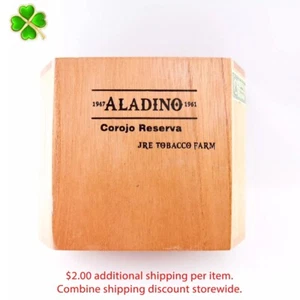 1947 ALADINO 1961
Corojo Reserva
JRE TOBACCO FARM
$2.00 additional shipping per item.
Combine shipping discount storewide.